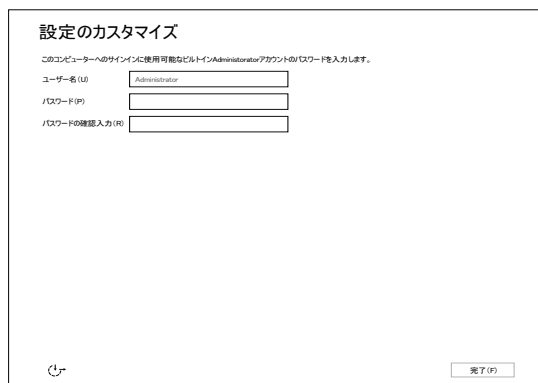 設定のカスタマイズ
このコンピューターへのサインインに使用可能なビルトインAdministoratorアカウントのパスワードを入力します。
ユーザー名(U) Administrator
パスワード(P)
パスワードの確認入力(R)
完了(F)